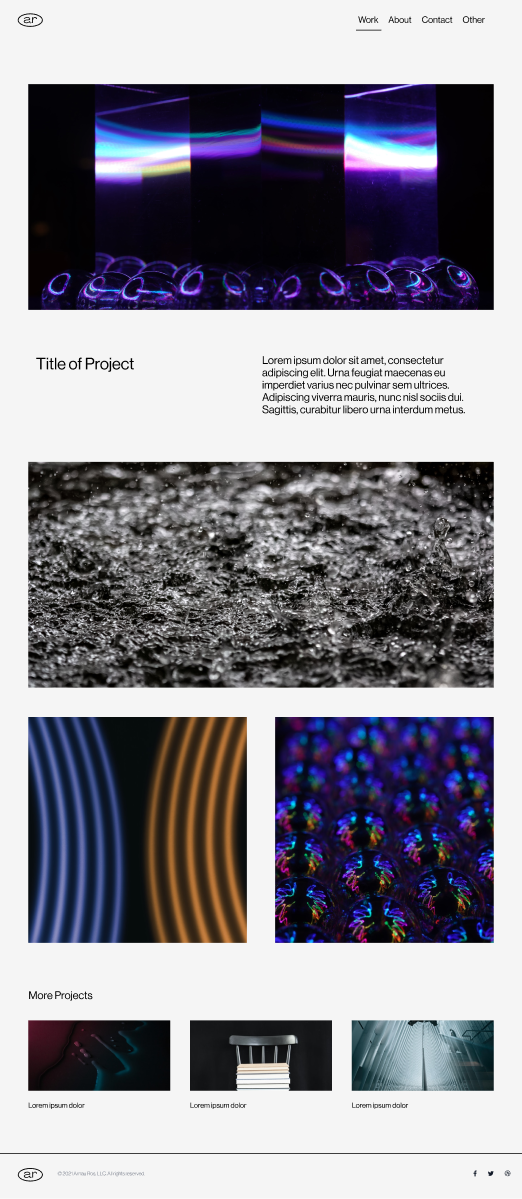 ar
Work About Contact Other
Title of Project
Lorem ipsum dolor sit amet, consectetur
adipiscing elit. Urna feugiat maecenas eu
imperdiet varius nec pulvinar sem ultrices.
Adipiscing viverra mauris, nunc nisl sociis dui.
Sagittis, curabitur libero urna interdum metus.
More Projects
Lorem ipsum dolor
Lorem ipsum dolor
Lorem ipsum dolor
ar
© 2021 LLC. All rights reserved.